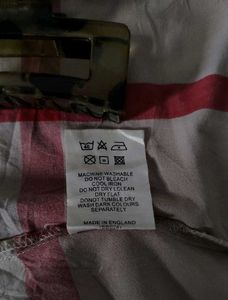 MACHINE WASHABLE
DO NOT BLEACH
COOL IRON
DO NOT DRY CLEAN
DRY FLAT
DO NOT TUMBLE DRY
WASH DARK COLOURS
SEPARATELY
MADE IN ENGLAND